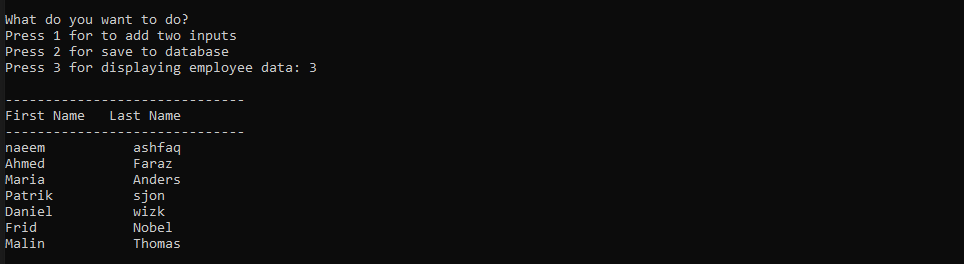 What do you want to do?
Press 1 for to add two inputs
Press 2 for save to database
Press 3 for displaying employee data: 3
------------------------------
First Name   Last Name
------------------------------
naeem           ashfaq
Ahmed           Faraz
Maria           Anders
Patrik          sjon
Daniel          wizk
Frid            Nobel
Malin           Thomas